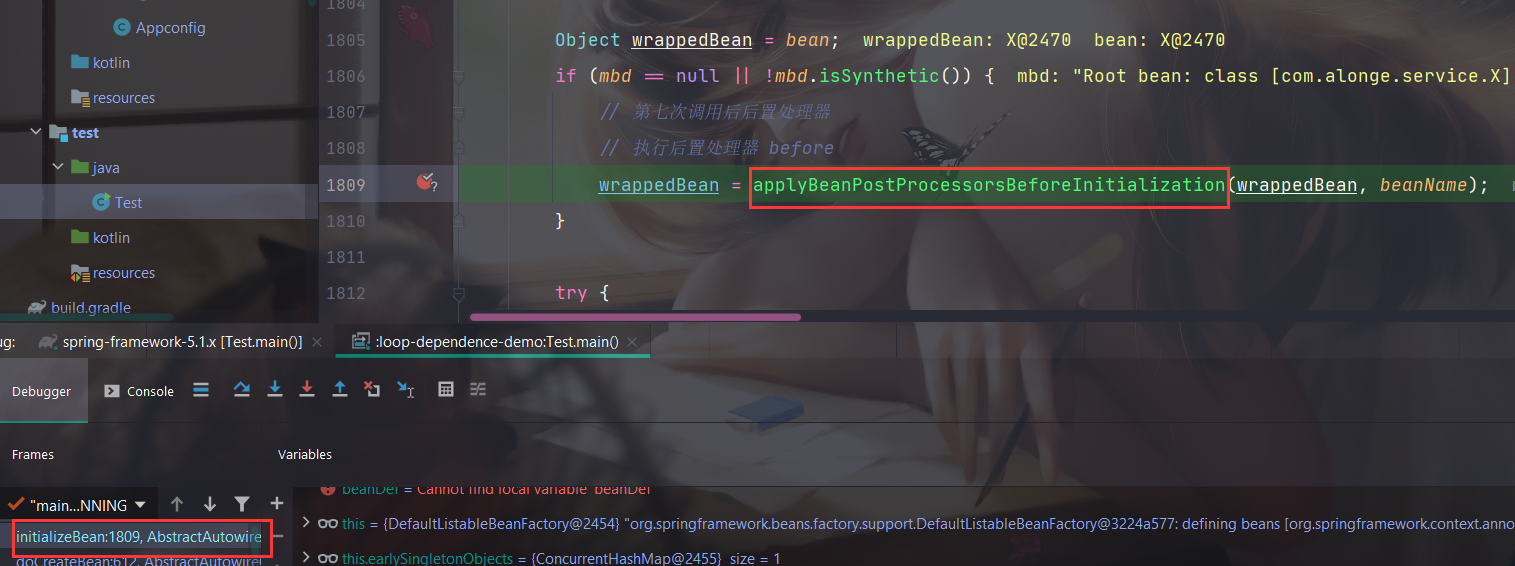 1804
Appconfig
1805 Object wrappedBean = bean; wrappedBean: X@2470 bean: X@2470
kotlin
1806 if (mbd == null || !mbd.isSynthetic()) { mbd: "Root bean: class [com.alonge.service.X]
resources
1807 // 第七次调用后后置处理器
test
1808 // 执行后置处理器 before
java
1809 wrappedBean = applyBeanPostProcessorsBeforeInitialization(wrappedBean, beanName);
Test
1810 }
kotlin
1811
resources
1812 try {
build.gradle
ug: spring-framework-5.1.x [Test.main()] × :loop-dependence-demo:Test.main() ×
Debugger Console
Frames Variables
"main...NNING
beanDef = Cannot find local variable 'beanDef'
this = {DefaultListableBeanFactory@2454} "org.springframework.beans.factory.support.DefaultListableBeanFactory@3224a577: defining beans [org.springframework.context.anno
initializeBean:1809, AbstractAutowire
this.earlySingletonObjects = {ConcurrentHashMap@2455} size = 1
doCreateBean:612, AbstractAutowire